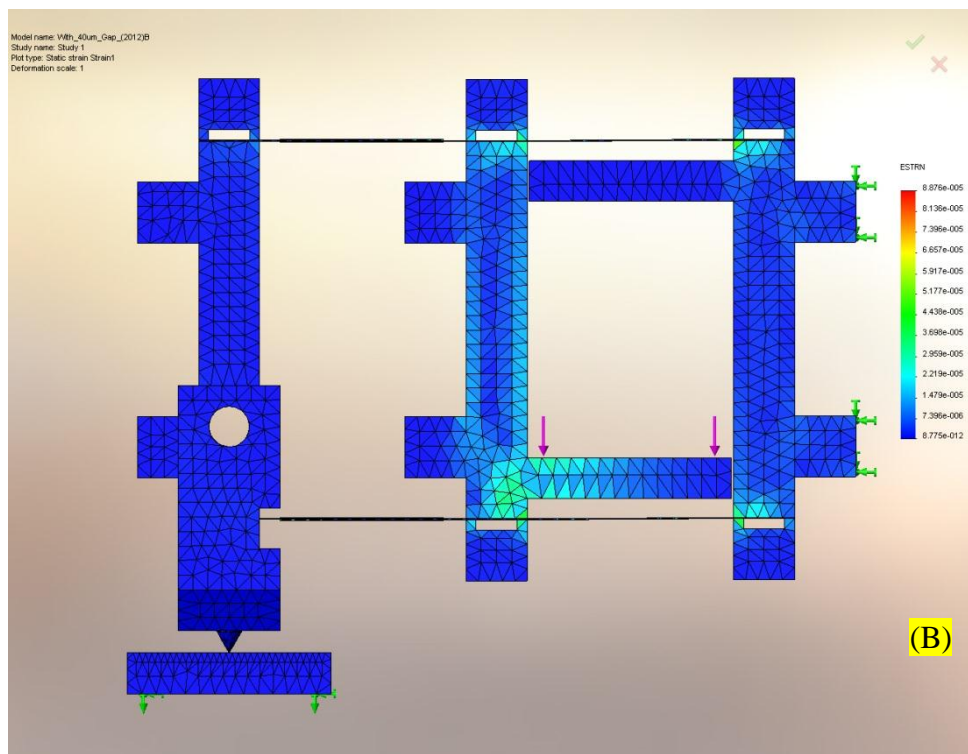 Model name: With_40um_Gap_(2012)B
Study name: Study 1
Plot type: Static strain Strain1
Deformation scale: 1
ESTRN
8.876e-005
8.136e-005
7.396e-005
6.657e-005
5.917e-005
5.177e-005
4.438e-005
3.698e-005
2.959e-005
2.219e-005
1.479e-005
7.396e-006
8.775e-012
(B)